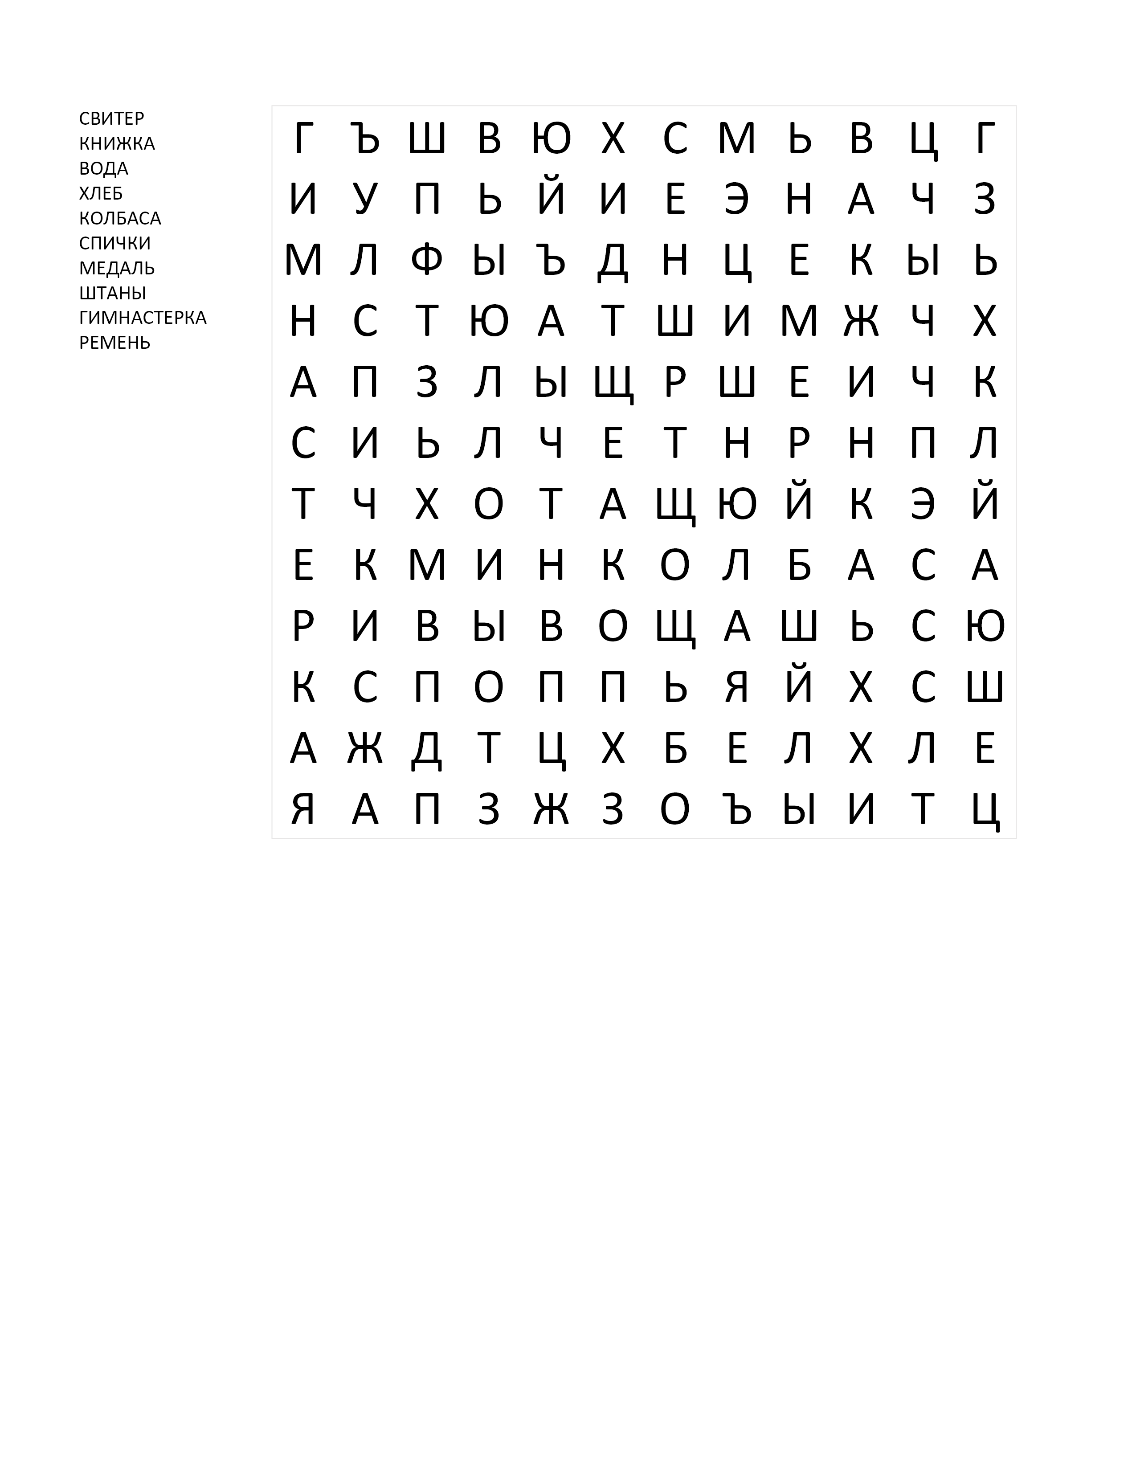 СВИТЕР
КНИЖКА
ВОДА
ХЛЕБ
КОЛБАСА
СПИЧКИ
МЕДАЛЬ
ШТАНЫ
ГИМНАСТЕРКА
РЕМЕНЬ
Г Ъ Ш В Ю Х С М Ь В Ц Г
И У П Ь Й И Е Э Н А Ч З
М Л Ф Ы Ъ Д Н Ц Е К Ы Ь
Н С Т Ю А Т Ш И М Ж Ч Х
А П З Л Ы Щ Р Ш Е И Ч К
С И Ь Л Ч Е Т Н Р Н П Л
Т Ч Х О Т А Щ Ю Й К Э Й
Е К М И Н К О Л Б А С А
Р И В Ы В О Щ А Ш Ь С Ю
К С П О П П Ь Я Й Х С Ш
А Ж Д Т Ц Х Б Е Л Х Л Е
Я А П З Ж З О Ъ Ы И Т Ц